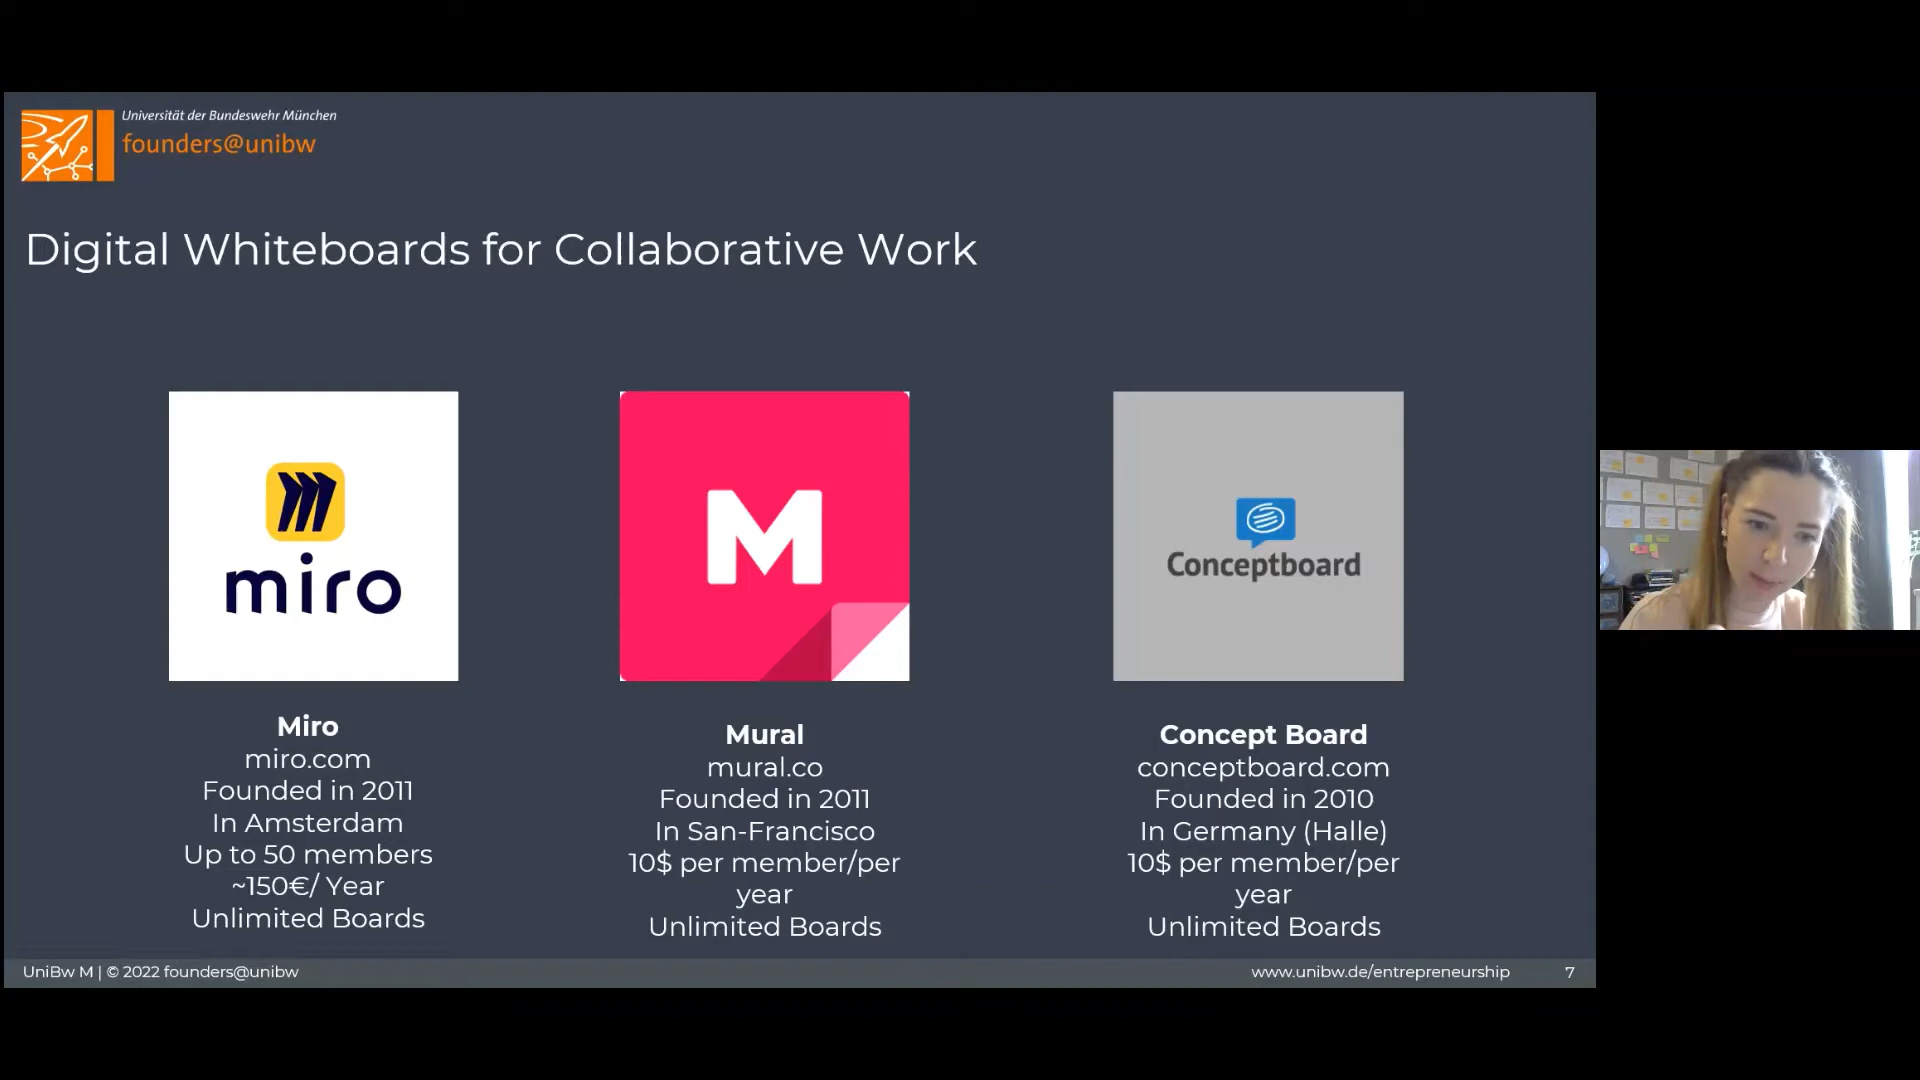 Universität der Bundeswehr München
founders@unibw
Digital Whiteboards for Collaborative Work
miro
M
Conceptboard
Miro
miro.com
Founded in 2011
In Amsterdam
Up to 50 members
~150€/ Year
Unlimited Boards
Mural
mural.co
Founded in 2011
In San-Francisco
10$ per member/per
year
Unlimited Boards
Concept Board
conceptboard.com
Founded in 2010
In Germany (Halle)
10$ per member/per
year
Unlimited Boards
UniBw M | © 2022 founders@unibw
www.unibw.de/entrepreneurship
7